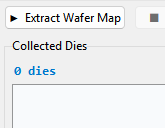 ► Extract Wafer Map
Collected Dies
0 dies